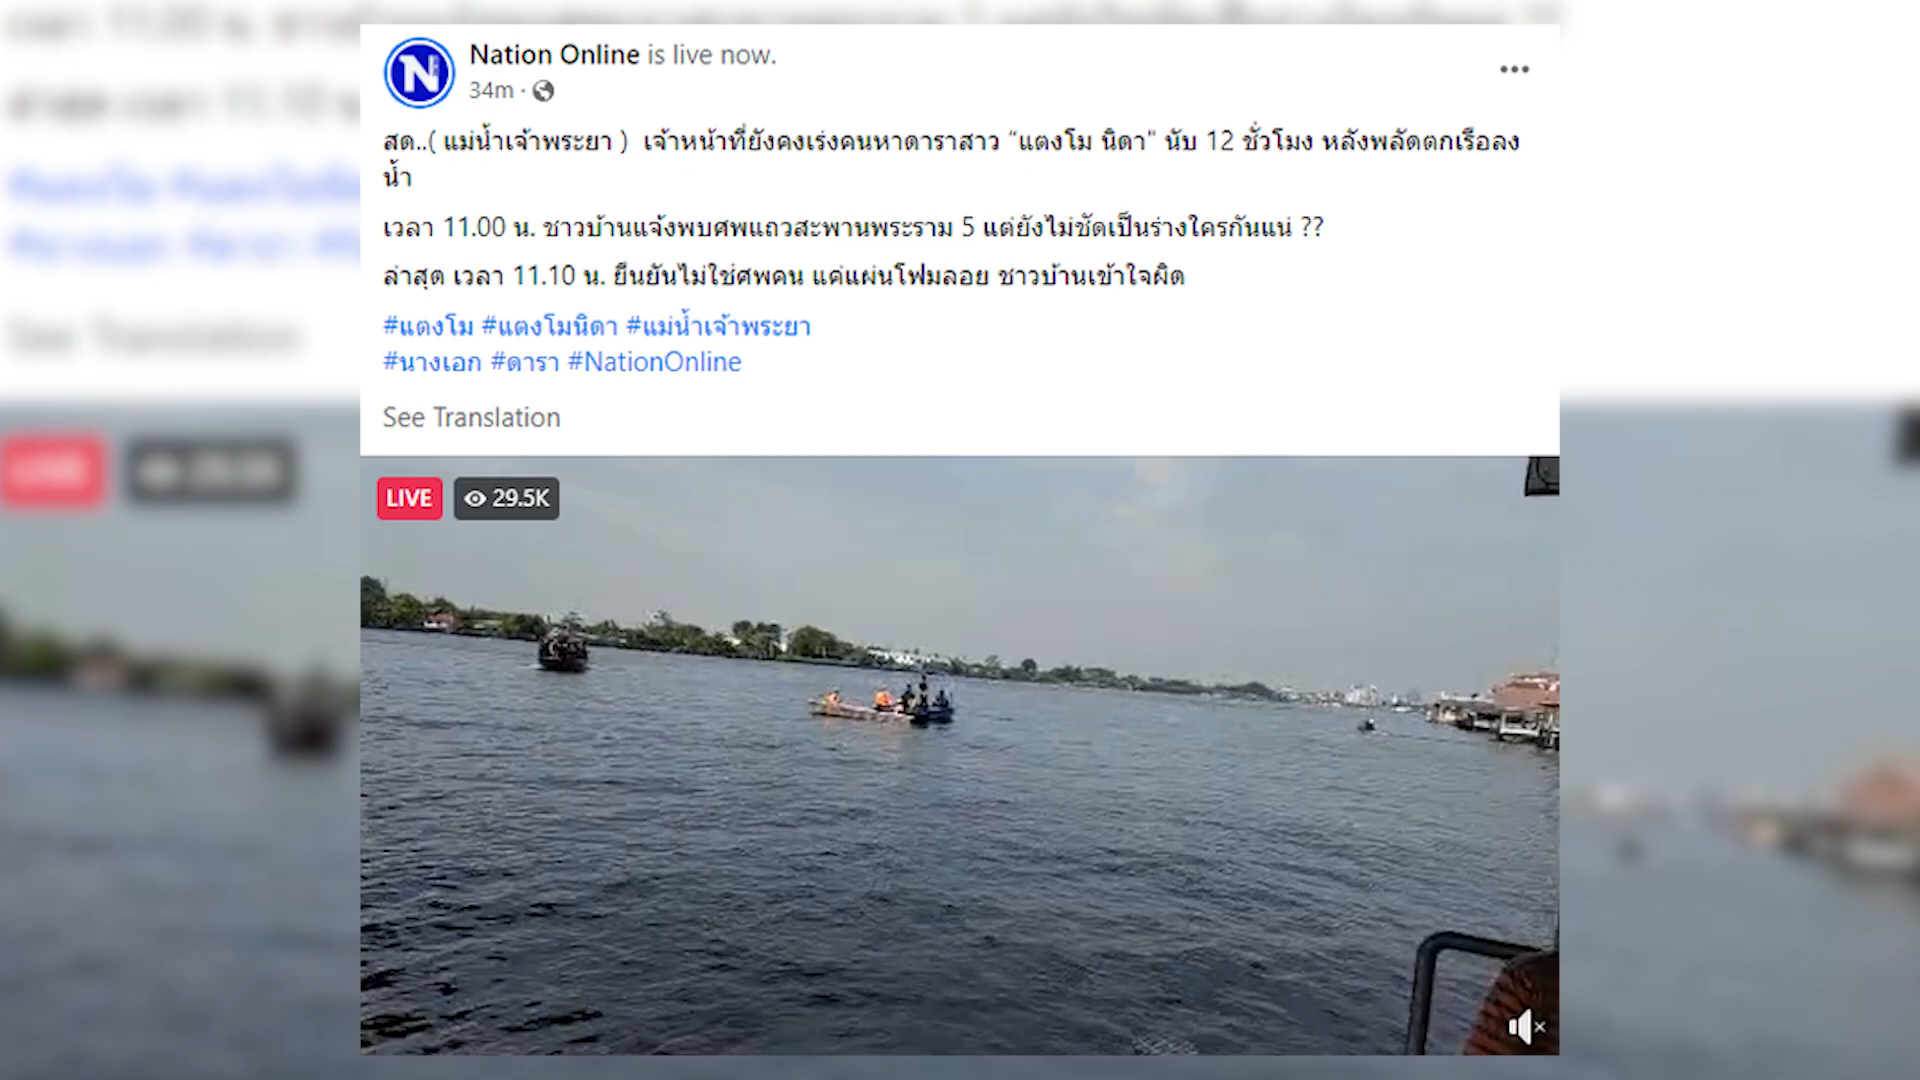 Nation Online is live now.
34m ·
สด..( แม่น้ำเจ้าพระยา ) เจ้าหน้าที่ยังคงเร่งคนหาดาราสาว “แตงโม นิดา" นับ 12 ชั่วโมง หลังพลัดตกเรือลง
น้ำ
เวลา 11.00 น. ชาวบ้านแจ้งพบศพแถวสะพานพระราม 5 แต่ยังไม่ชัดเป็นร่างใครกันแน่ ??
ล่าสุด เวลา 11.10 น. ยืนยันไม่ใช่ศพคน แค่แผ่นโฟมลอย ชาวบ้านเข้าใจผิด
#แตงโม #แตงโมนิดา #แม่น้ำเจ้าพระยา
#นางเอก #ดารา #NationOnline
See Translation
LIVE 29.5K